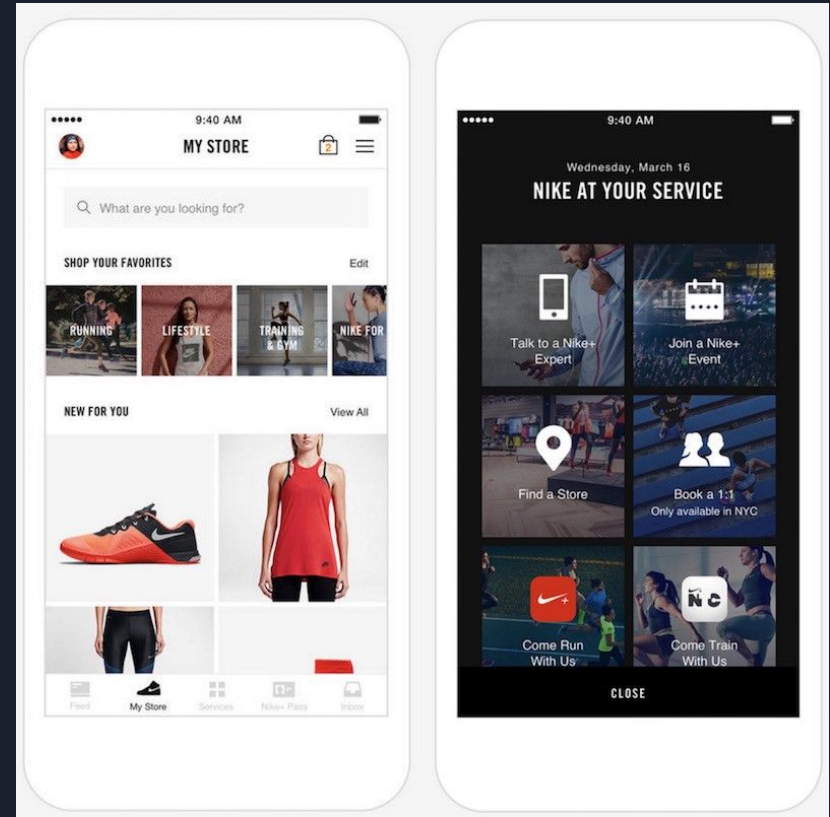 9:40 AM
MY STORE
2
What are you looking for?
SHOP YOUR FAVORITES
Edit
RUNNING
LIFESTYLE
TRAINING
& GYM
NIKE FOR
NEW FOR YOU
View All
Feed
My Store
Services
Nike+ Pass
Inbox
9:40 AM
Wednesday, March 16
NIKE AT YOUR SERVICE
Talk to a Nike+
Expert
Join a Nike+
Event
Find a Store
Book a 1:1
Only available in NYC
+
Come Run
With Us
N C
Come Train
With Us
CLOSE